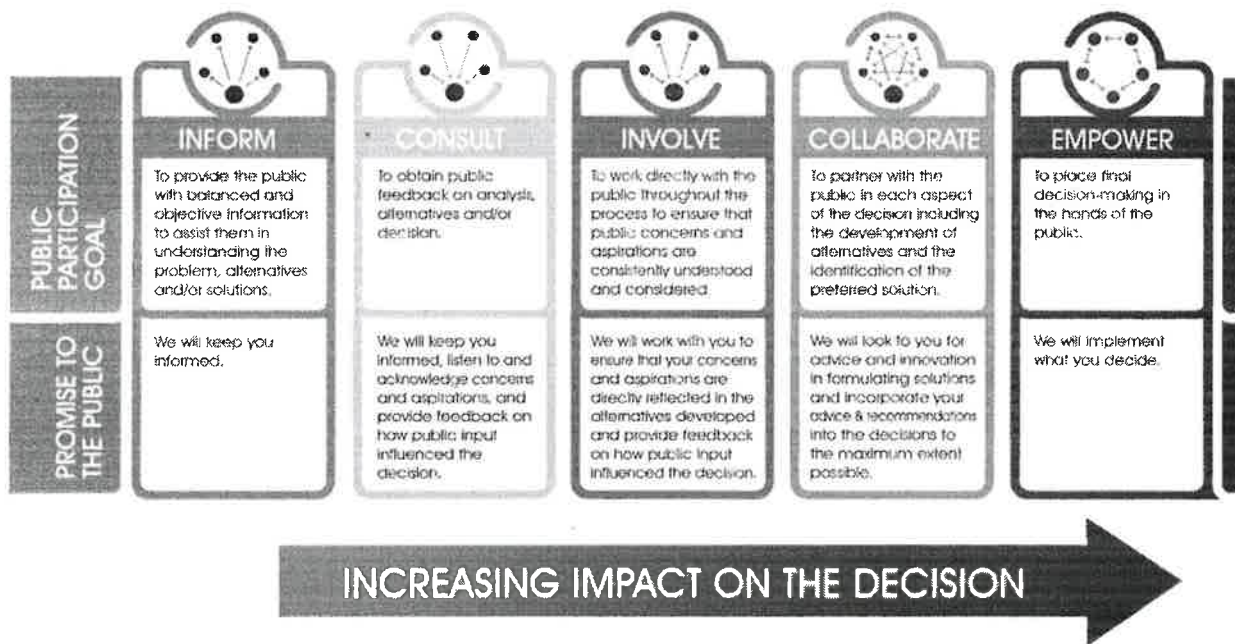 INFORM
CONSULT
INVOLVE
COLLABORATE
EMPOWER
PUBLIC
PARTICIPATION
GOAL
To provide the public
with balanced and
objective information
to assist them in
understanding the
problem, alternatives
and/or solutions.
To obtain public
feedback on analysis,
alternatives and/or
decision.
To work directly with the
public throughout the
process to ensure that
public concerns and
aspirations are
consistently understood
and considered.
To partner with the
public in each aspect
of the decision including
the development of
alternatives and the
identification of the
preferred solution.
To place final
decision-making in
the hands of the
public.
PROMISE TO
THE PUBLIC
We will keep you
informed.
We will keep you
informed, listen to and
acknowledge concerns
and aspirations, and
provide feedback on
how public input
influenced the
decision.
We will work with you to
ensure that your concerns
and aspirations are
directly reflected in the
alternatives developed
and provide feedback
on how public input
influenced the decision.
We will look to you for
advice and innovation
in formulating solutions
and incorporate your
advice & recommendations
into the decisions to
the maximum extent
possible.
We will implement
what you decide.
INCREASING IMPACT ON THE DECISION